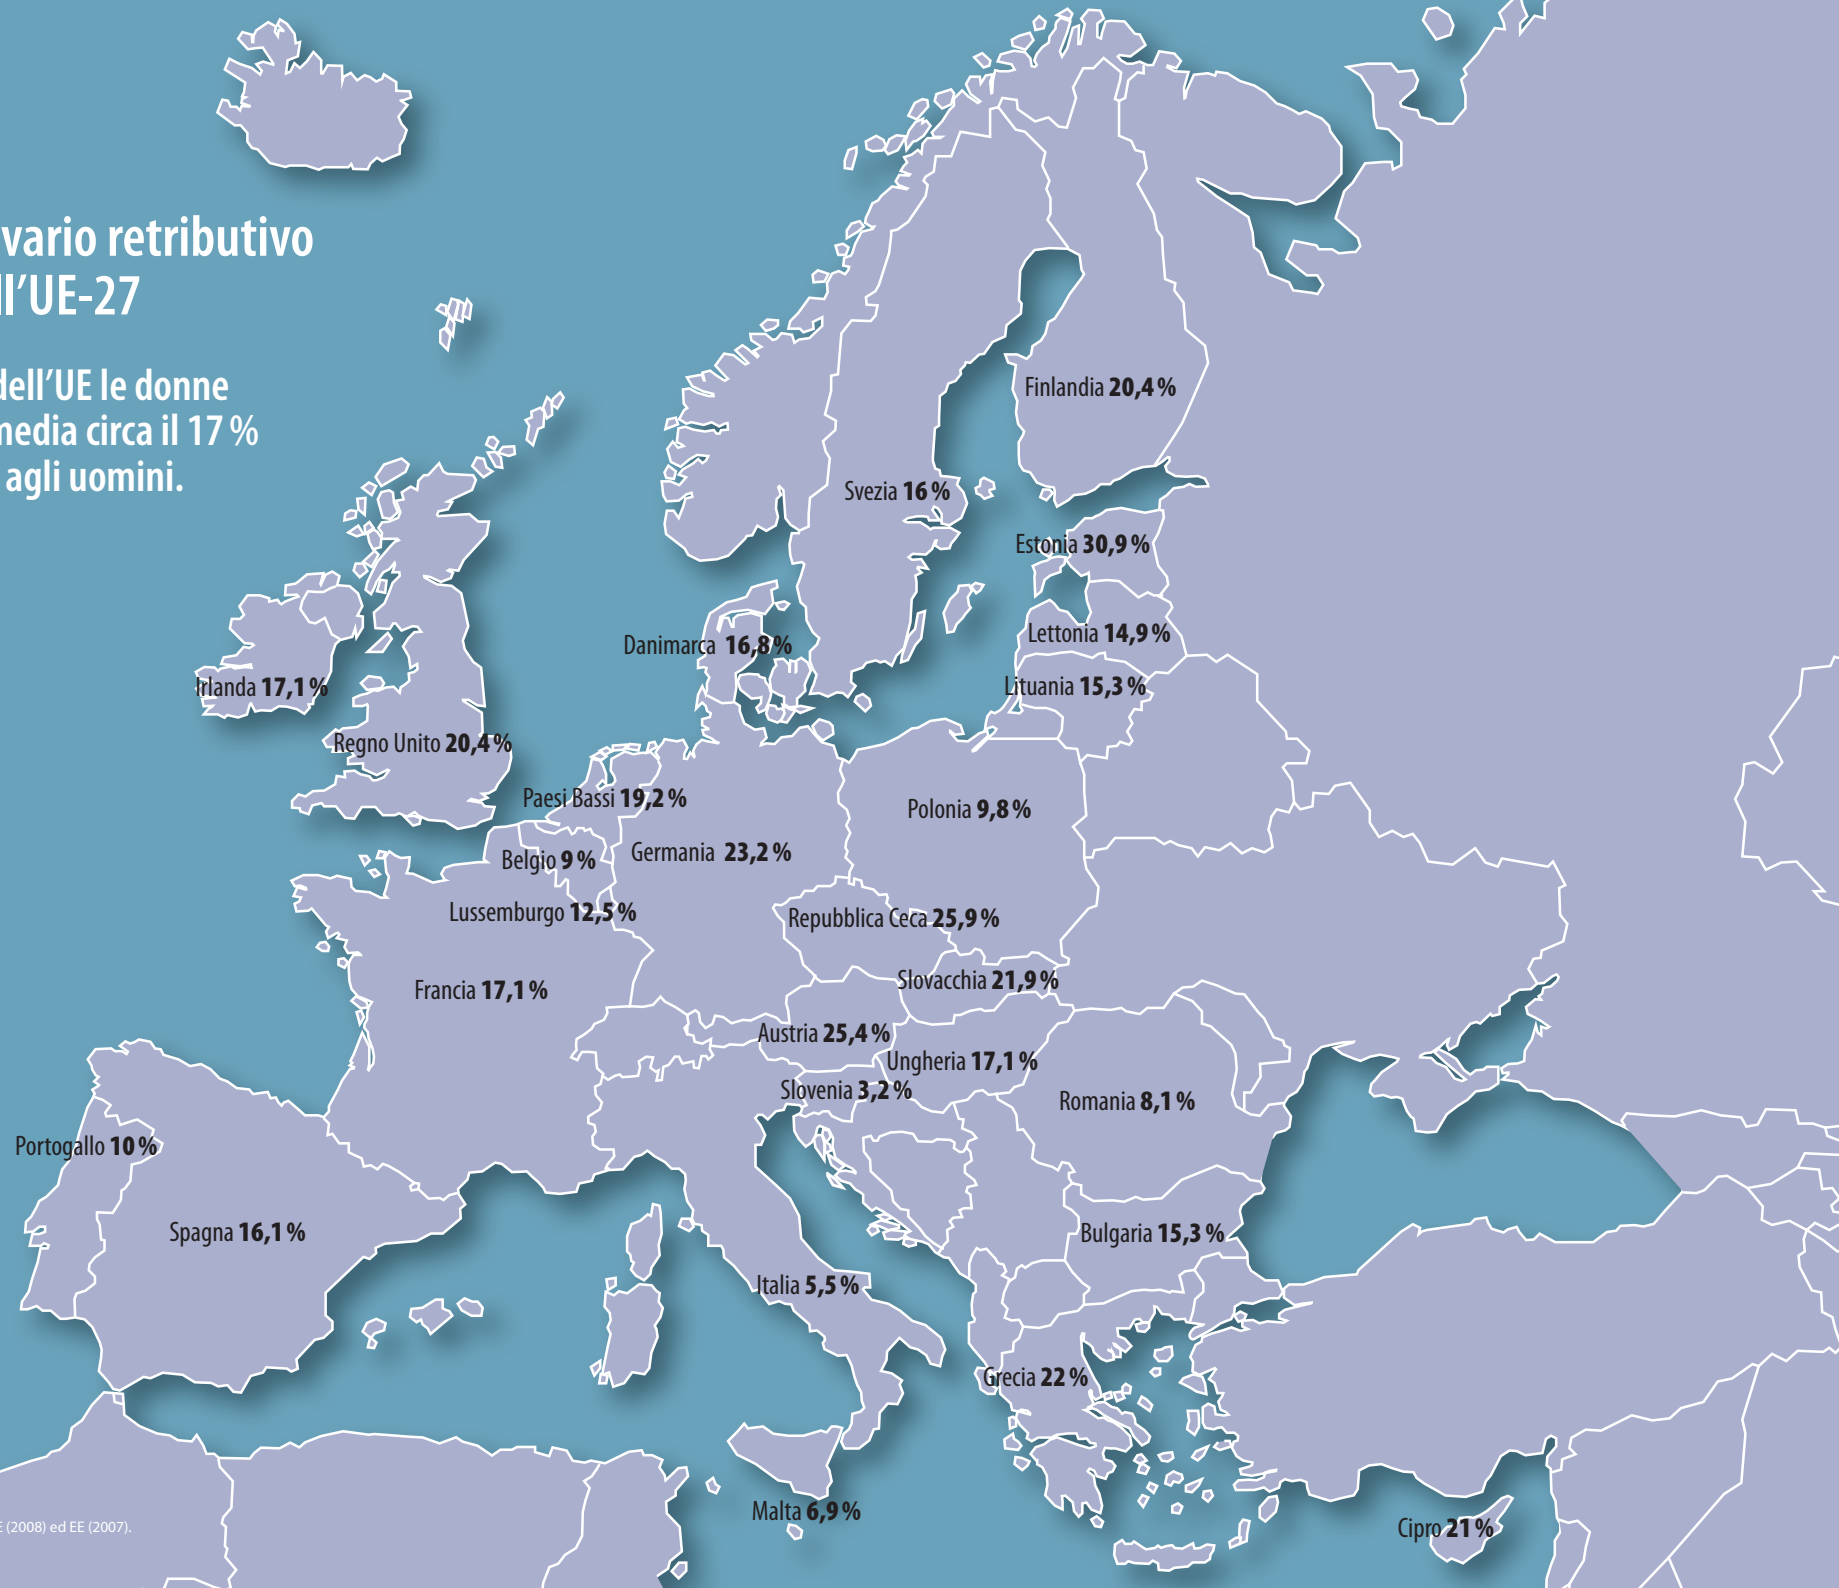 vario retributivo
ll’UE-27
dell’UE le donne
media circa il 17 %
agli uomini.
Finlandia 20,4 %
Svezia 16 %
Estonia 30,9 %
Lettonia 14,9 %
Danimarca 16,8 %
Lituania 15,3 %
Irlanda 17,1 %
Regno Unito 20,4 %
Paesi Bassi 19,2 %
Polonia 9,8 %
Belgio 9 %
Germania 23,2 %
Lussemburgo 12,5 %
Repubblica Ceca 25,9 %
Slovacchia 21,9 %
Francia 17,1 %
Austria 25,4 %
Ungheria 17,1 %
Slovenia 3,2 %
Romania 8,1 %
Portogallo 10 %
Spagna 16,1 %
Bulgaria 15,3 %
Italia 5,5 %
Grecia 22 %
Malta 6,9 %
Cipro 21 %
E (2008) ed EE (2007).